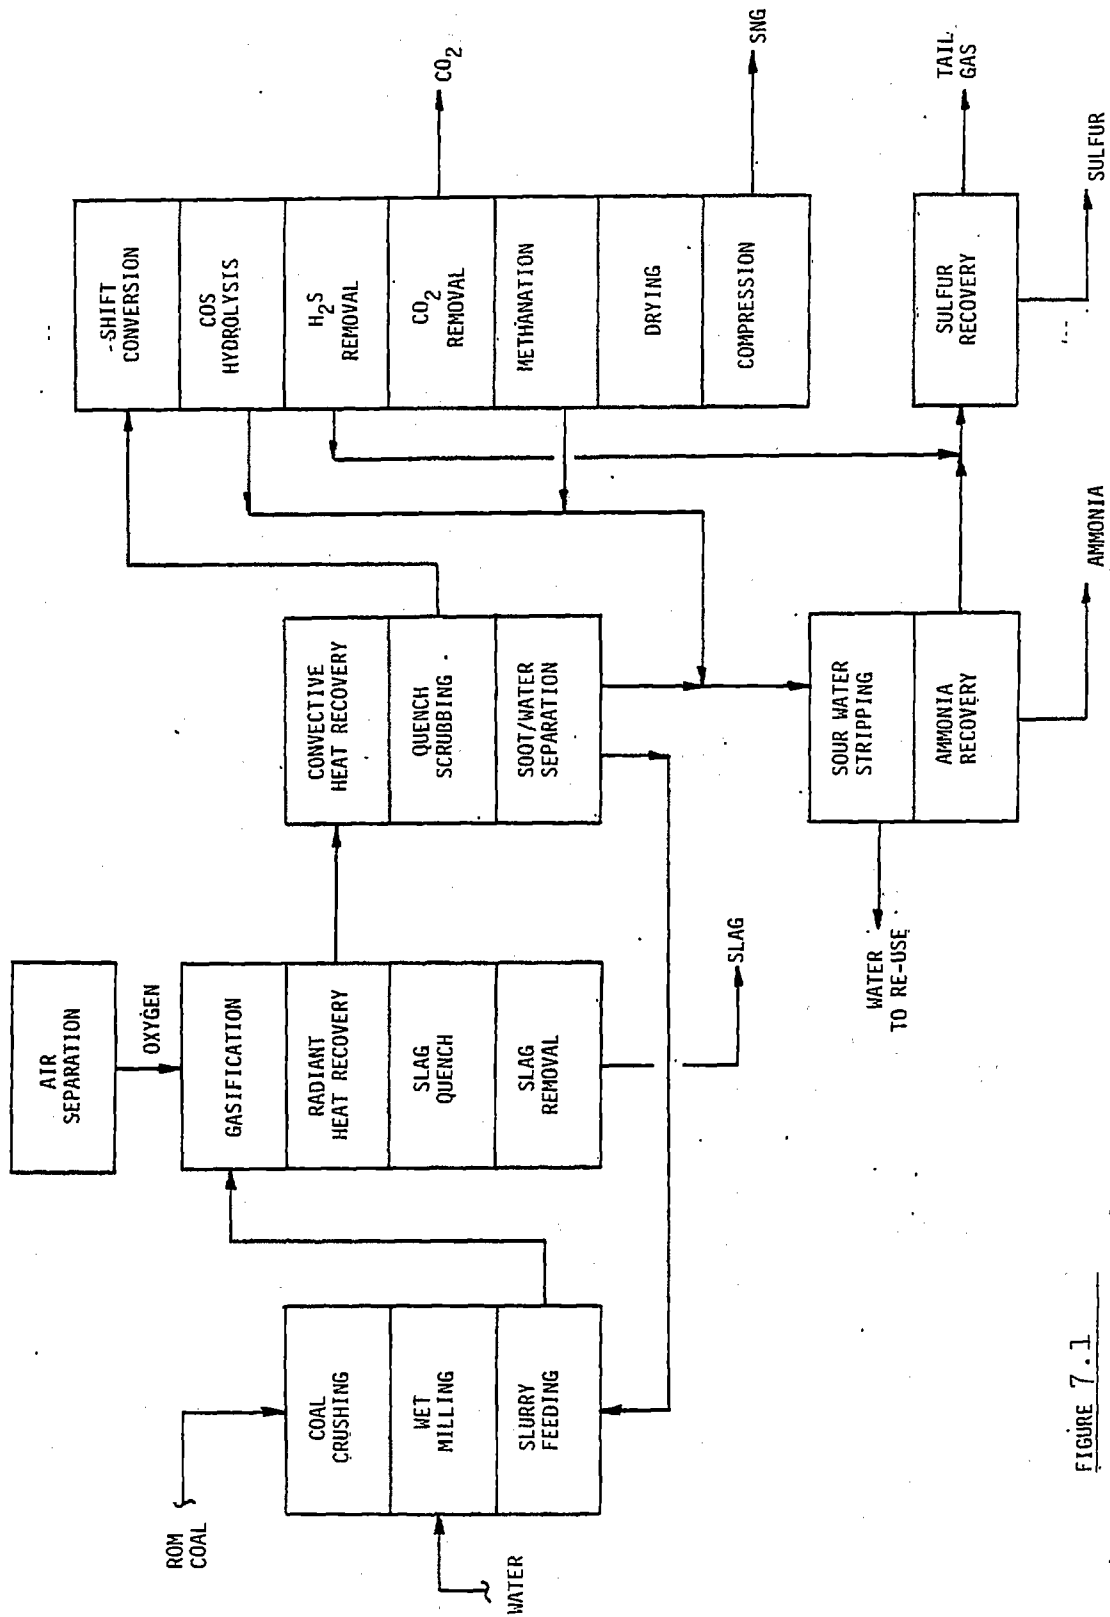 ROM
COAL
WATER
COAL
CRUSHING
WET
MILLING
SLURRY
FEEDING
AIR
SEPARATION
OXYGEN
GASIFICATION
RADIANT
HEAT RECOVERY
SLAG
QUENCH
SLAG
REMOVAL
SLAG
CONVECTIVE
HEAT RECOVERY
QUENCH
SCRUBBING
SOOT/WATER
SEPARATION
SHIFT
CONVERSION
COS
HYDROLYSIS
H₂S
REMOVAL
CO₂
REMOVAL
METHANATION
DRYING
COMPRESSION
CO₂
SNG
WATER
TO RE-USE
SOUR WATER
STRIPPING
AMMONIA
RECOVERY
AMMONIA
SULFUR
RECOVERY
TAIL
GAS
SULFUR
FIGURE 7.1